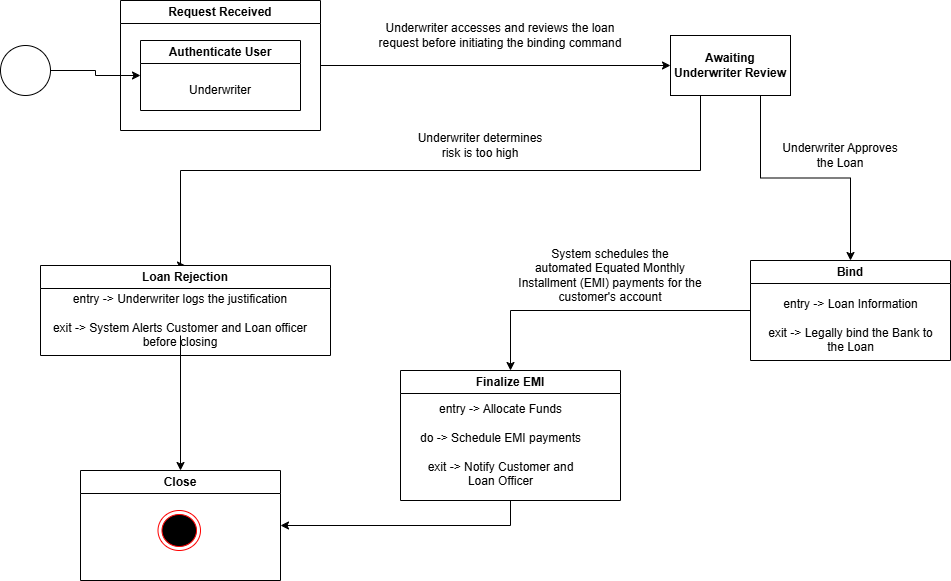 Request Received
Authenticate User
Underwriter
Underwriter accesses and reviews the loan
request before initiating the binding command
Awaiting
Underwriter Review
Underwriter determines
risk is too high
Underwriter Approves
the Loan
Loan Rejection
entry -> Underwriter logs the justification
exit -> System Alerts Customer and Loan officer
before closing
System schedules the
automated Equated Monthly
Installment (EMI) payments for the
customer's account
Bind
entry -> Loan Information
exit -> Legally bind the Bank to
the Loan
Finalize EMI
entry -> Allocate Funds
do -> Schedule EMI payments
exit -> Notify Customer and
Loan Officer
Close